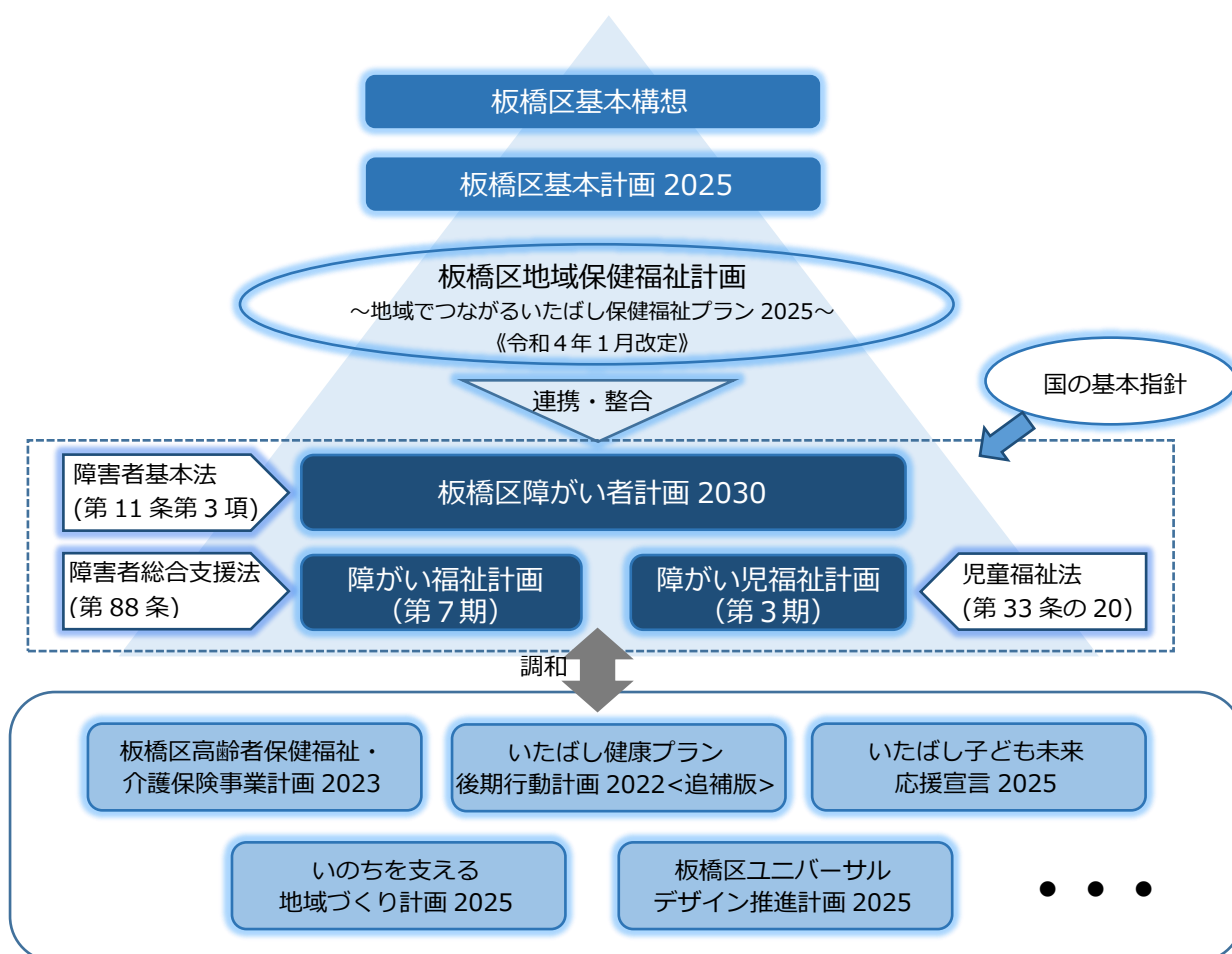 板橋区基本構想
板橋区基本計画 2025
板橋区地域保健福祉計画
～地域でつながるいたばし保健福祉プラン 2025～
《令和４年１月改定》
連携・整合
国の基本指針
障害者基本法
(第 11 条第 3 項)
板橋区障がい者計画 2030
障害者総合支援法
(第 88 条)
障がい福祉計画
（第７期）
障がい児福祉計画
（第３期）
児童福祉法
(第 33 条の 20)
調和
板橋区高齢者保健福祉・
介護保険事業計画 2023
いたばし健康プラン
後期行動計画 2022<追補版>
いたばし子ども未来
応援宣言 2025
いのちを支える
地域づくり計画 2025
板橋区ユニバーサル
デザイン推進計画 2025
・・・